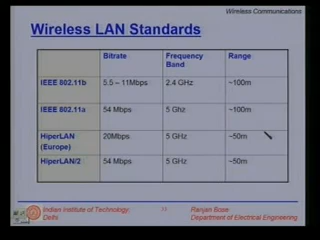 Wireless Communications
Wireless LAN Standards
Bitrate Frequency Range
Band
IEEE 802.11b 5.5 – 11Mbps 2.4 GHz ~100m
IEEE 802.11a 54 Mbps 5 Ghz ~100m
HiperLAN 20Mbps 5 GHz ~50m
(Europe)
HiperLAN/2 54 Mbps 5 GHz ~50m
Indian Institute of Technology, Ranjan Bose
Delhi Department of Electrical Engineering